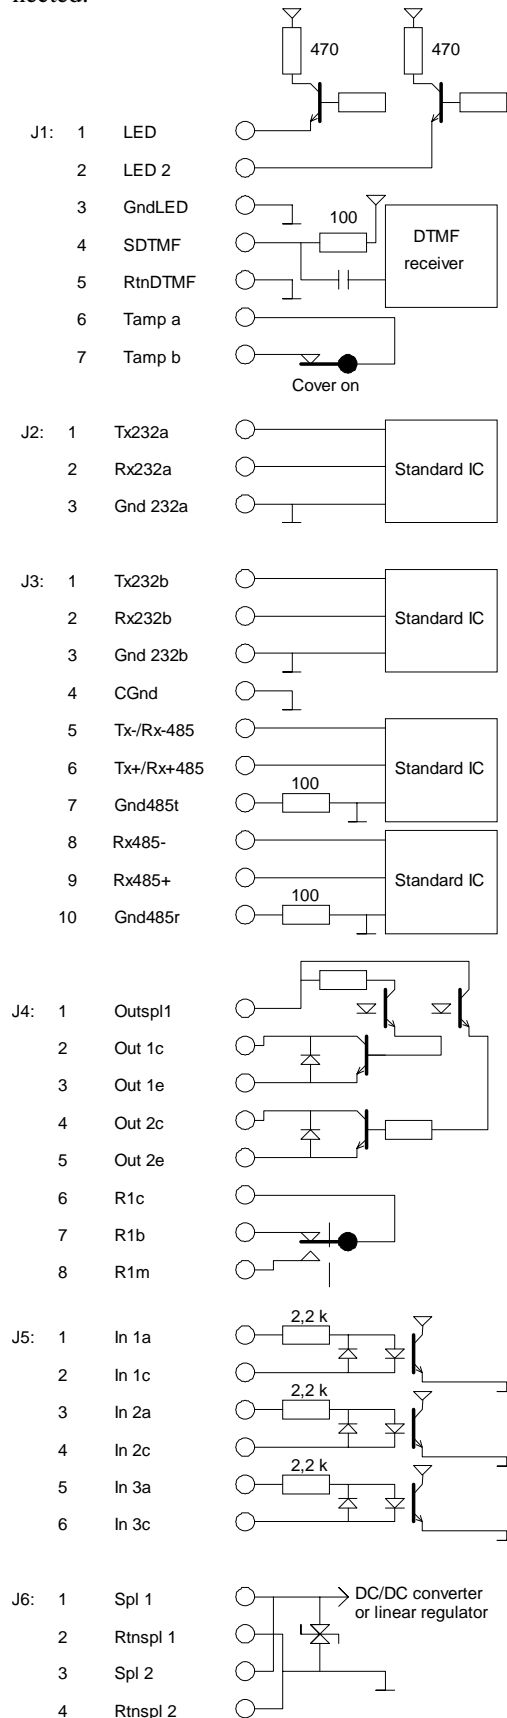 nected.
470 470
J1: 1 LED
2 LED 2
3 GndLED
100
4 SDTMF
DTMF
receiver
5 RtnDTMF
6 Tamp a
7 Tamp b
Cover on
J2: 1 Tx232a
2 Rx232a
Standard IC
3 Gnd 232a
J3: 1 Tx232b
2 Rx232b
Standard IC
3 Gnd 232b
4 CGnd
5 Tx-/Rx-485
6 Tx+/Rx+485
Standard IC
100
7 Gnd485t
8 Rx485-
9 Rx485+
Standard IC
100
10 Gnd485r
J4: 1 Outspl1
2 Out 1c
3 Out 1e
4 Out 2c
5 Out 2e
6 R1c
7 R1b
8 R1m
2,2 k
J5: 1 In 1a
2 In 1c
2,2 k
3 In 2a
4 In 2c
2,2 k
5 In 3a
6 In 3c
J6: 1 Spl 1
DC/DC converter
or linear regulator
2 Rtnspl 1
3 Spl 2
4 Rtnspl 2